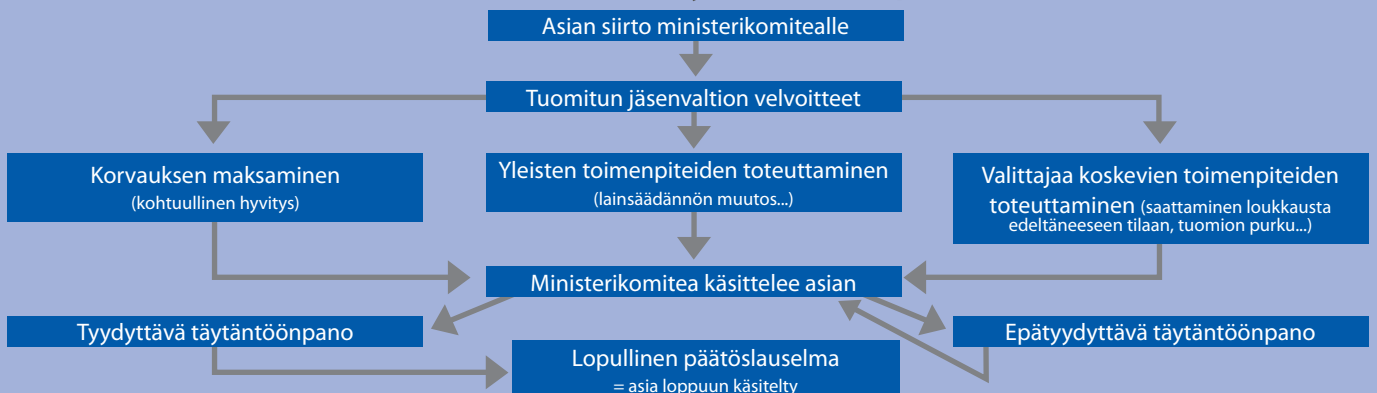 Asian siirto ministerikomitealle
Tuomitun jäsenvaltion velvoitteet
Korvauksen maksaminen
(kohtuullinen hyvitys)
Yleisten toimenpiteiden toteuttaminen
(lainsäädännön muutos...)
Valittajaa koskevien toimenpiteiden
toteuttaminen (saattaminen loukkausta
edeltäneeseen tilaan, tuomion purku...)
Ministerikomitea käsittelee asian
Tyydyttävä täytäntöönpano
Epätyydyttävä täytäntöönpano
Lopullinen päätöslauselma
= asia loppuun käsitelty